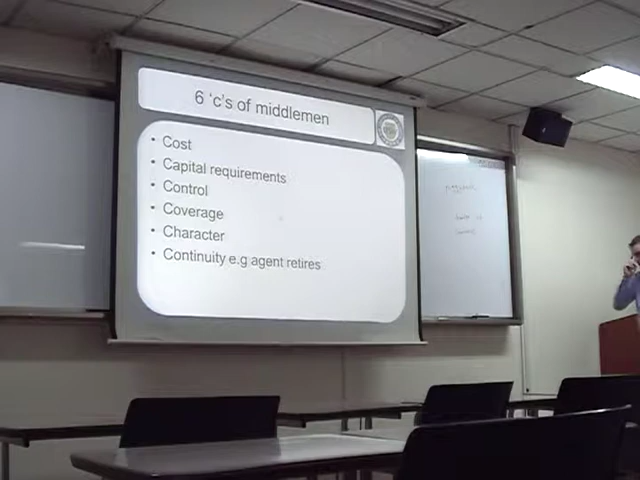 6 'c's of middlemen
• Cost
• Capital requirements
• Control
• Coverage
• Character
• Continuity e.g agent retires